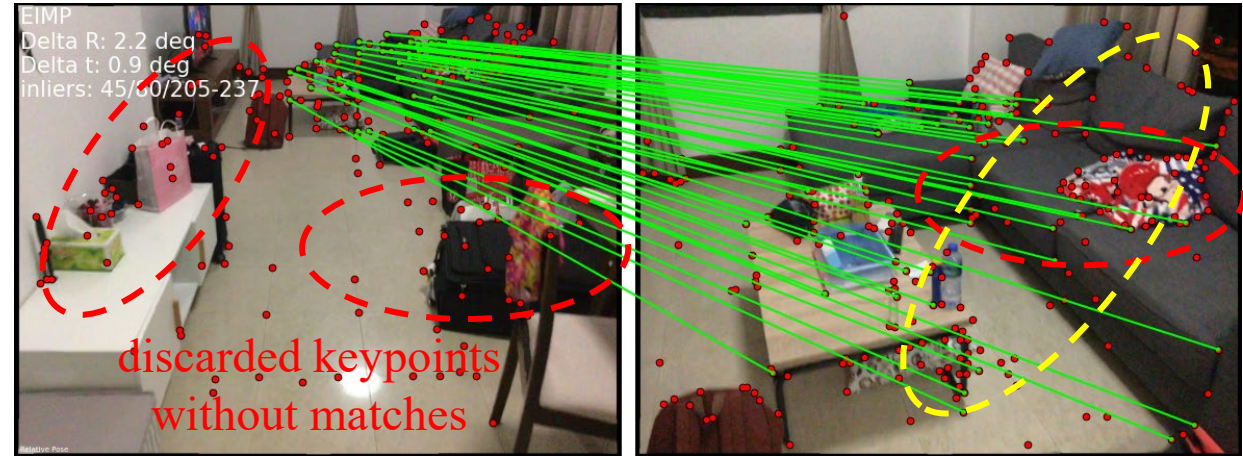 EIMP
Delta R: 2.2 deg
Delta t: 0.9 deg
inliers: 45/60/205-237
discarded keypoints
without matches
Relative Pose